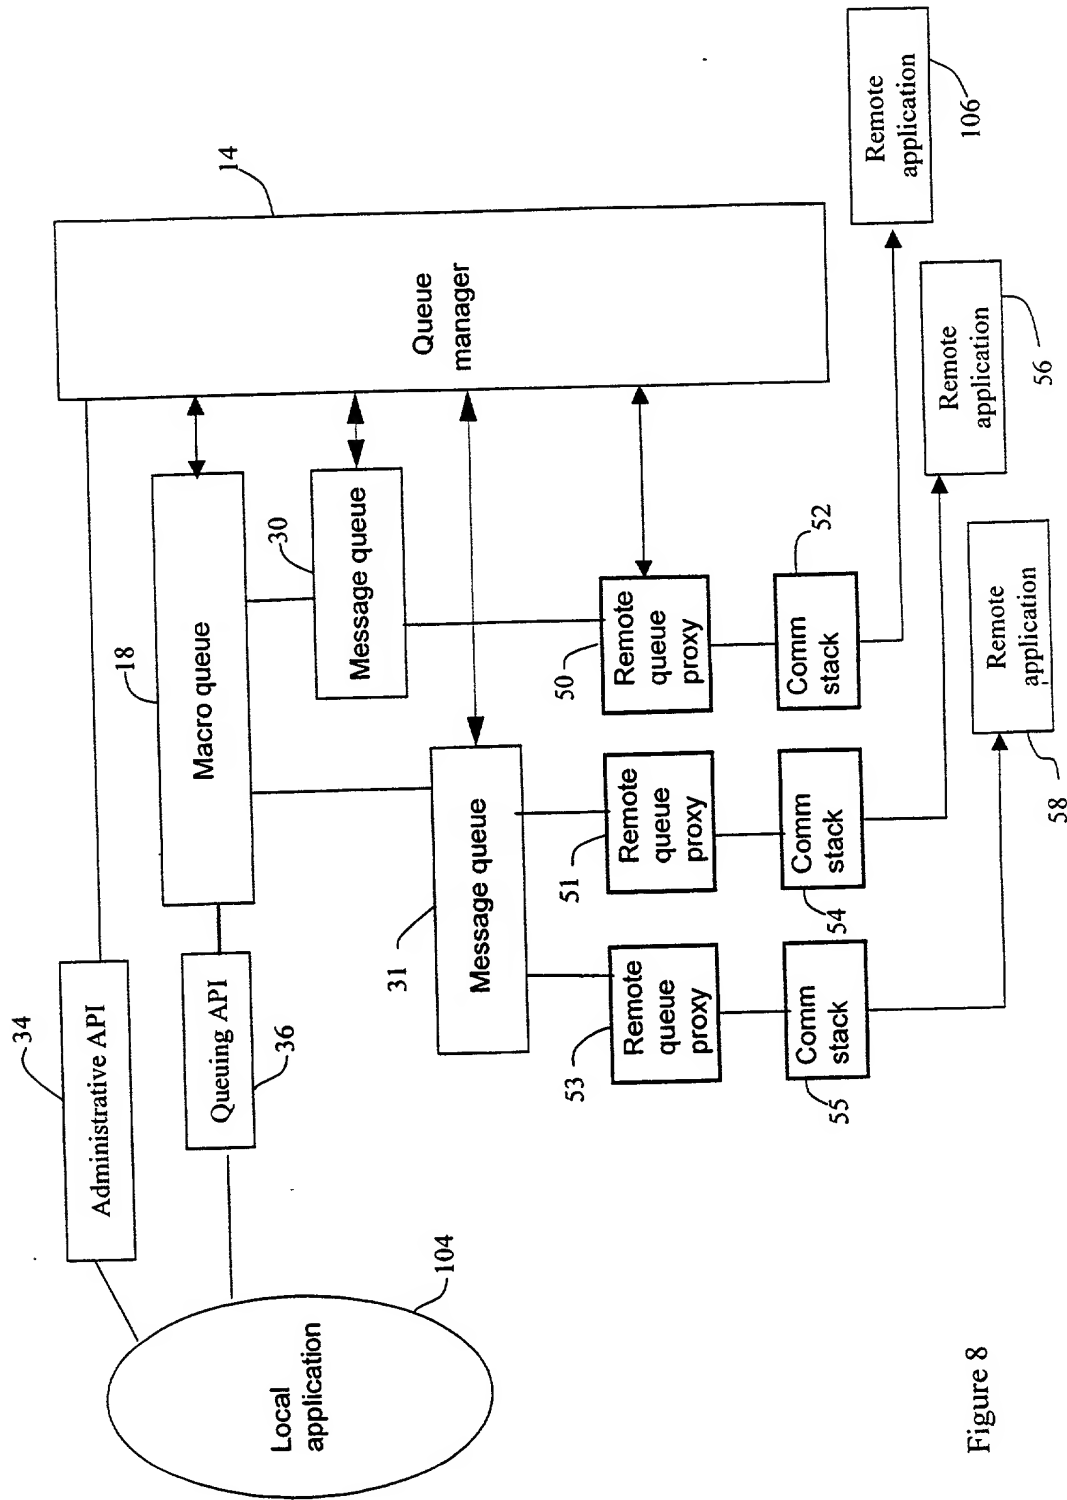 14
Queue
manager
34
Administrative API
18
Macro queue
30
Message queue
Queuing API
36
Local
application
104
31
Message queue
50
Remote
queue
proxy
52
Comm
stack
51
Remote
queue
proxy
54
Comm
stack
53
Remote
queue
proxy
55
Comm
stack
Remote
application
106
Remote
application
56
Remote
application
58
Figure 8